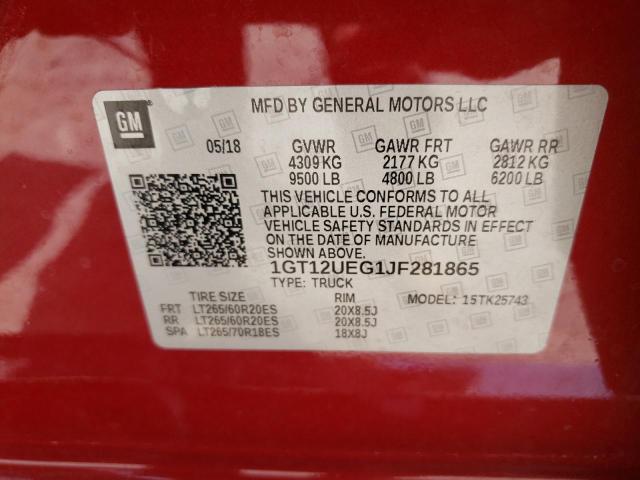 GM
MFD BY GENERAL MOTORS LLC
05/18 GVWR GAWR FRT GAWR RR
4309 KG 2177 KG 2812 KG
9500 LB 4800 LB 6200 LB
THIS VEHICLE CONFORMS TO ALL
APPLICABLE U.S. FEDERAL MOTOR
VEHICLE SAFETY STANDARDS IN EFFECT
ON THE DATE OF MANUFACTURE
SHOWN ABOVE.
1GT12UEG1JF281865
TYPE: TRUCK
MODEL: 15TK25743
TIRE SIZE RIM
FRT LT265/60R20ES 20X8.5J
RR LT265/60R20ES 20X8.5J
SPA LT265/70R18ES 18X8J